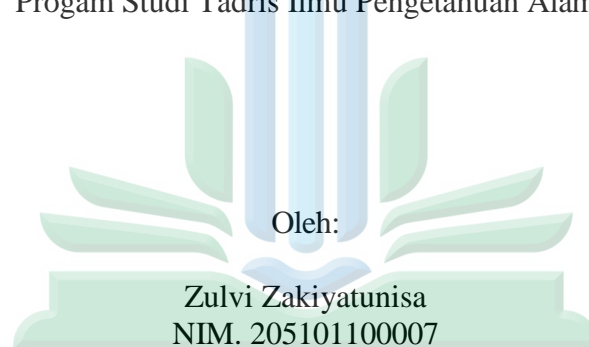 Progam Studi Tadris Ilmu Pengetahuan Alam
Oleh:
Zulvi Zakiyatunisa
NIM. 205101100007